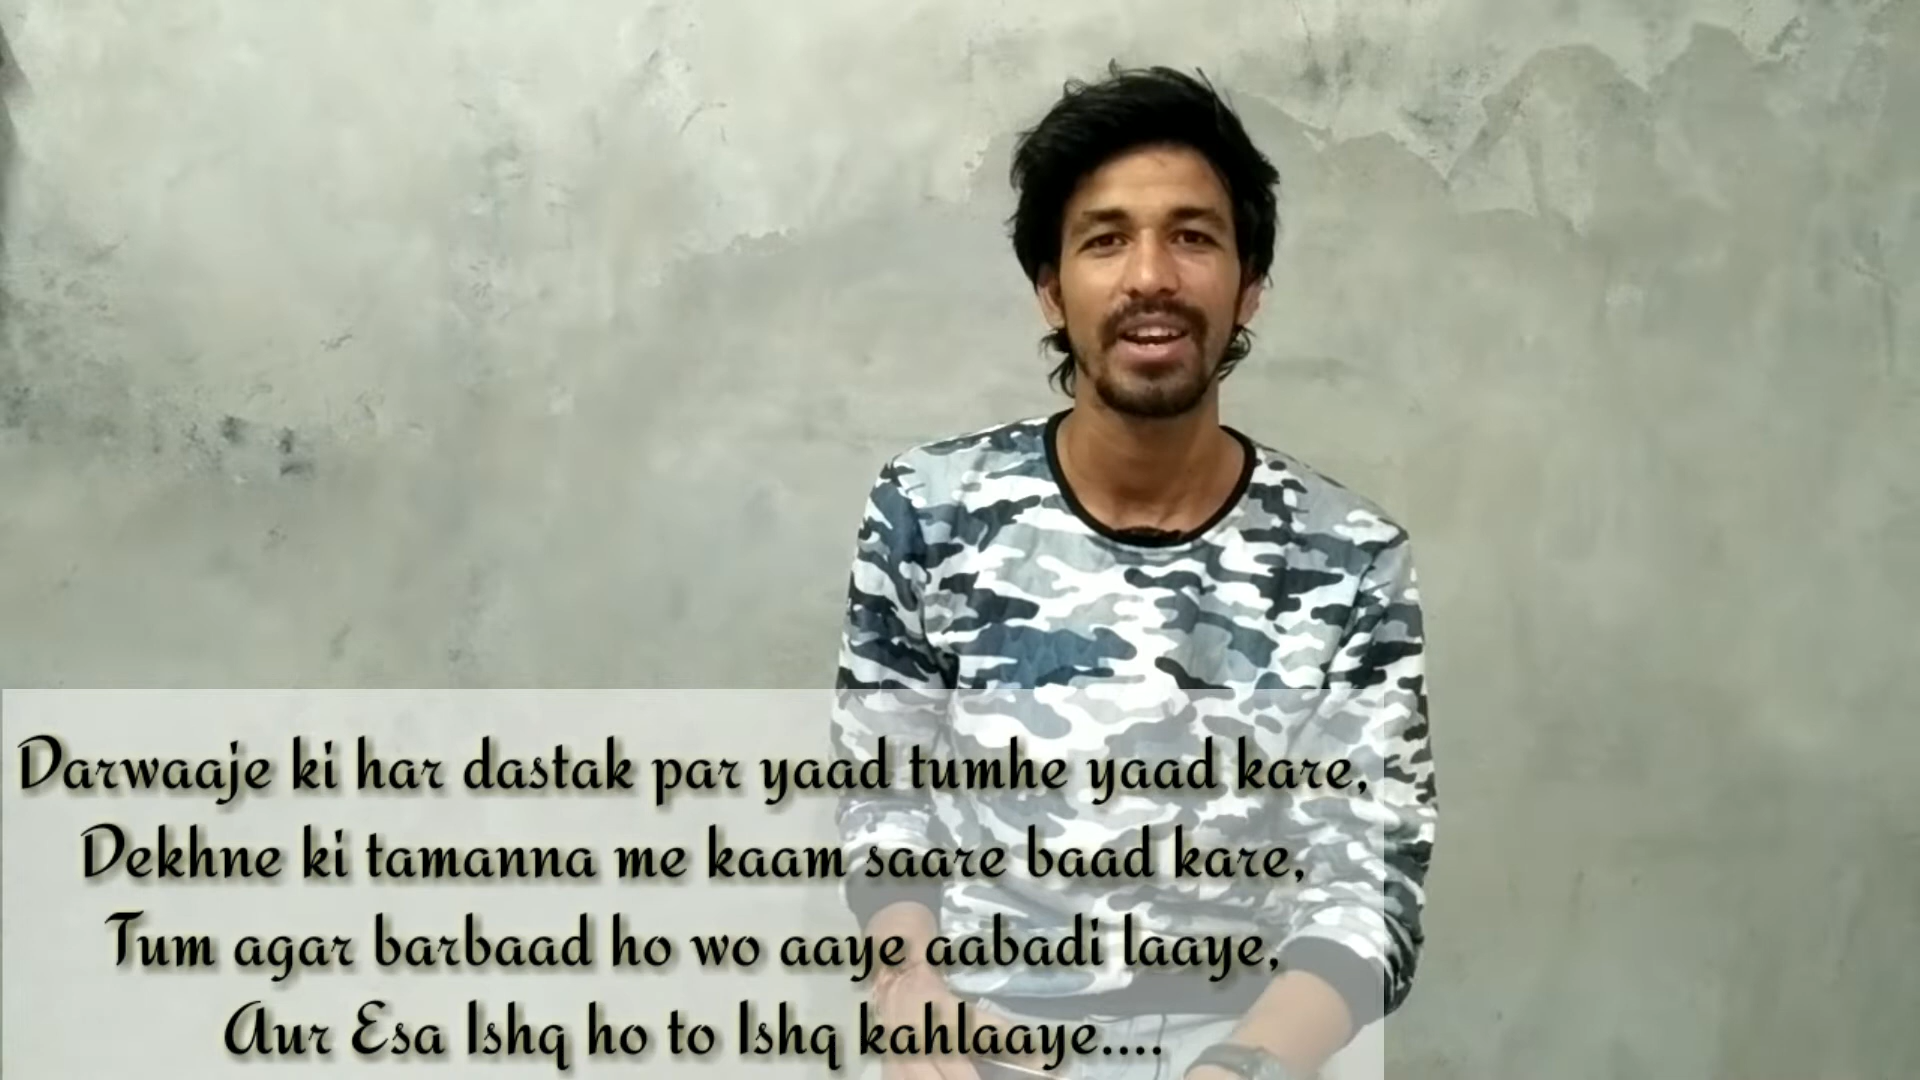 Darwaaje ki har dastak par yaad tumhe yaad kare,
Dekhne ki tamanna me kaam saare baad kare,
Tum agar barbaad ho wo aaye aabadi laaye,
Aur Esa Ishq ho to Ishq kahlaaye....